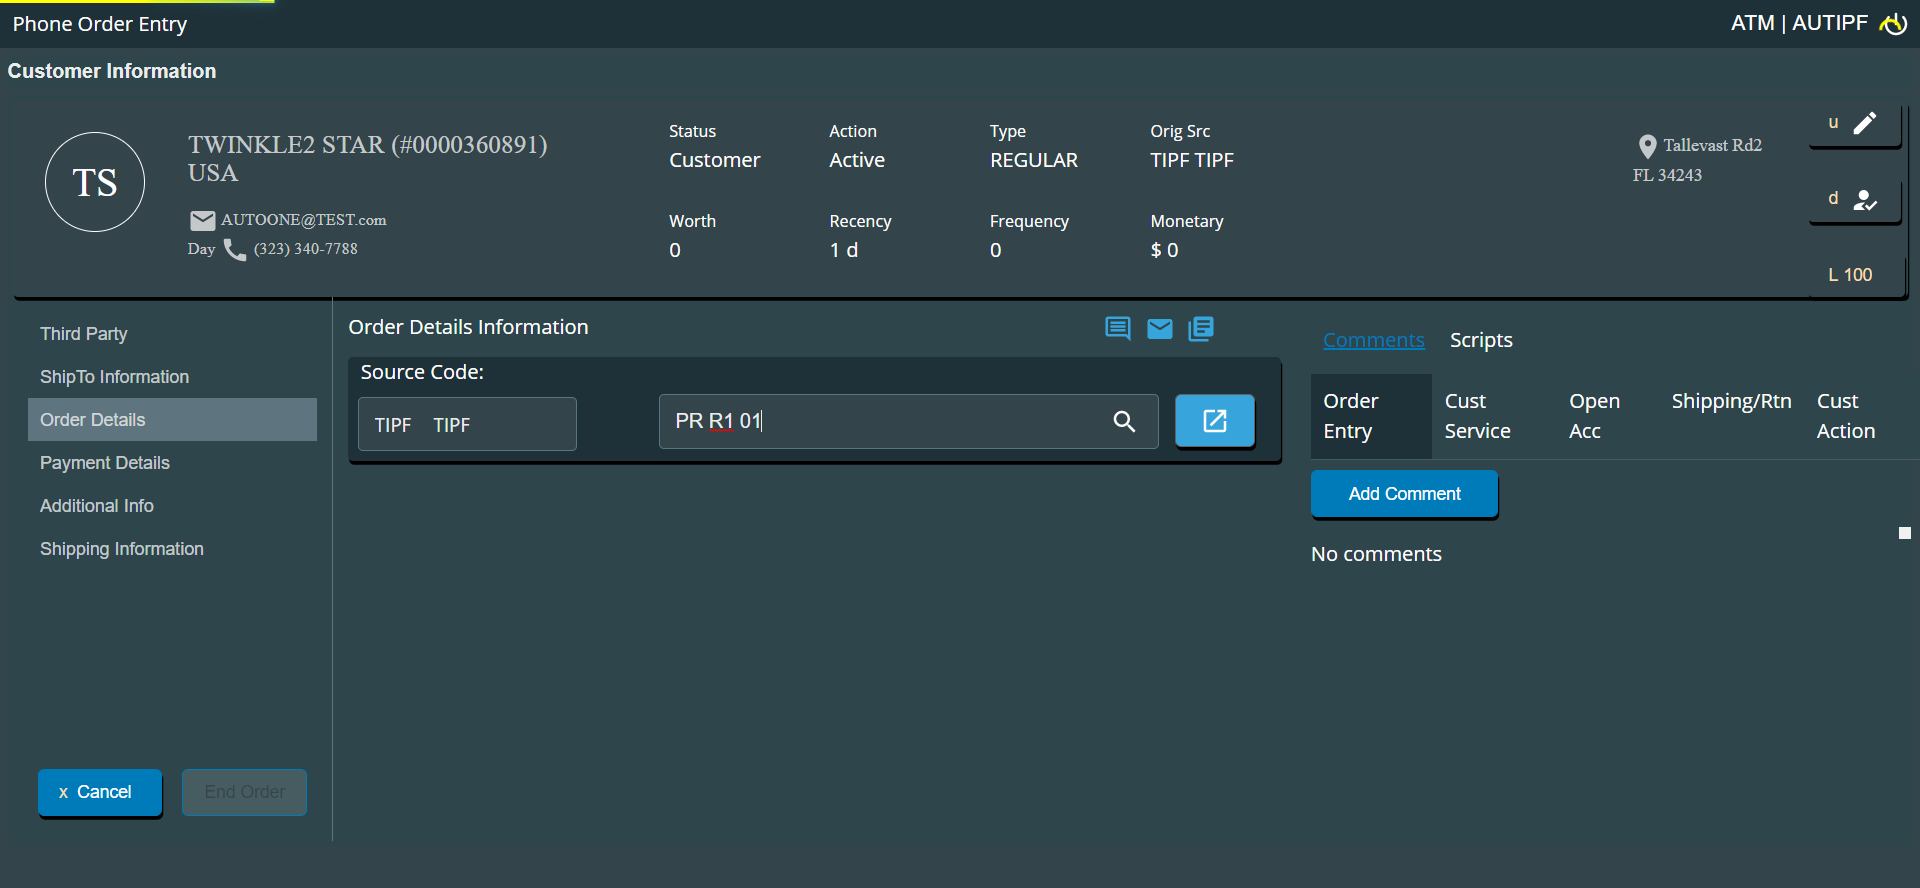 Phone Order Entry
ATM | AUTIPF
Customer Information
TS
TWINKLE2 STAR (#0000360891)
USA
AUTOONE@TEST.com
Day (323) 340-7788
Status
Customer
Action
Active
Type
REGULAR
Orig Src
TIPF TIPF
Worth
0
Recency
1 d
Frequency
0
Monetary
$ 0
Tallevast Rd2
FL 34243
u
d
L 100
Third Party
ShipTo Information
Order Details
Payment Details
Additional Info
Shipping Information
x Cancel
End Order
Order Details Information
Source Code:
TIPF TIPF
PR R1 01
Comments
Scripts
Order
Entry
Cust
Service
Open
Acc
Shipping/Rtn
Cust
Action
Add Comment
No comments